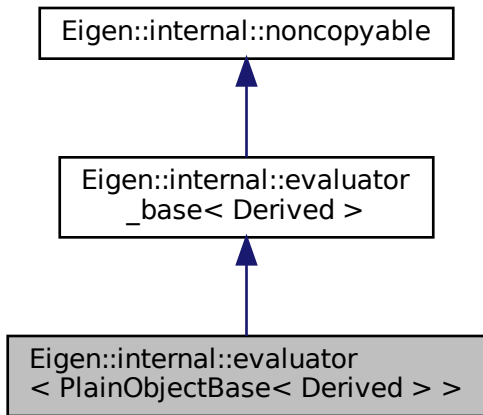 Eigen::internal::noncopyable
Eigen::internal::evaluator
_base< Derived >
Eigen::internal::evaluator
< PlainObjectBase< Derived > >